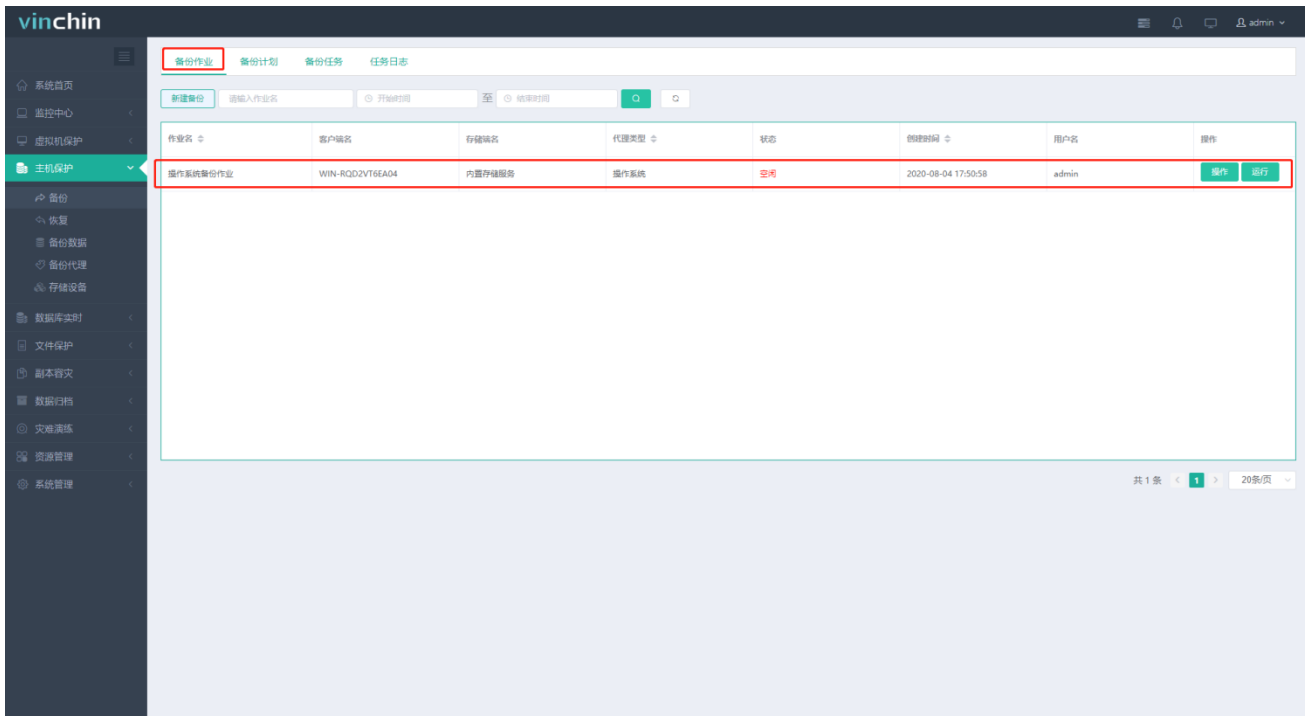 vinchin
admin
系统首页
监控中心
虚拟机保护
主机保护
备份
恢复
备份数据
备份代理
存储设备
数据库实时
文件保护
副本容灾
数据归档
灾难演练
资源管理
系统管理
备份作业 备份计划 备份任务 任务日志
新建备份 请输入作业名 开始时间 至 结束时间
作业名 客户端名 存储端名 代理类型 状态 创建时间 用户名 操作
操作系统备份作业 WIN-RQD2VT6EA04 内置存储服务 操作系统 空闲 2020-08-04 17:50:58 admin 操作 运行
共 1 条 1 20条/页